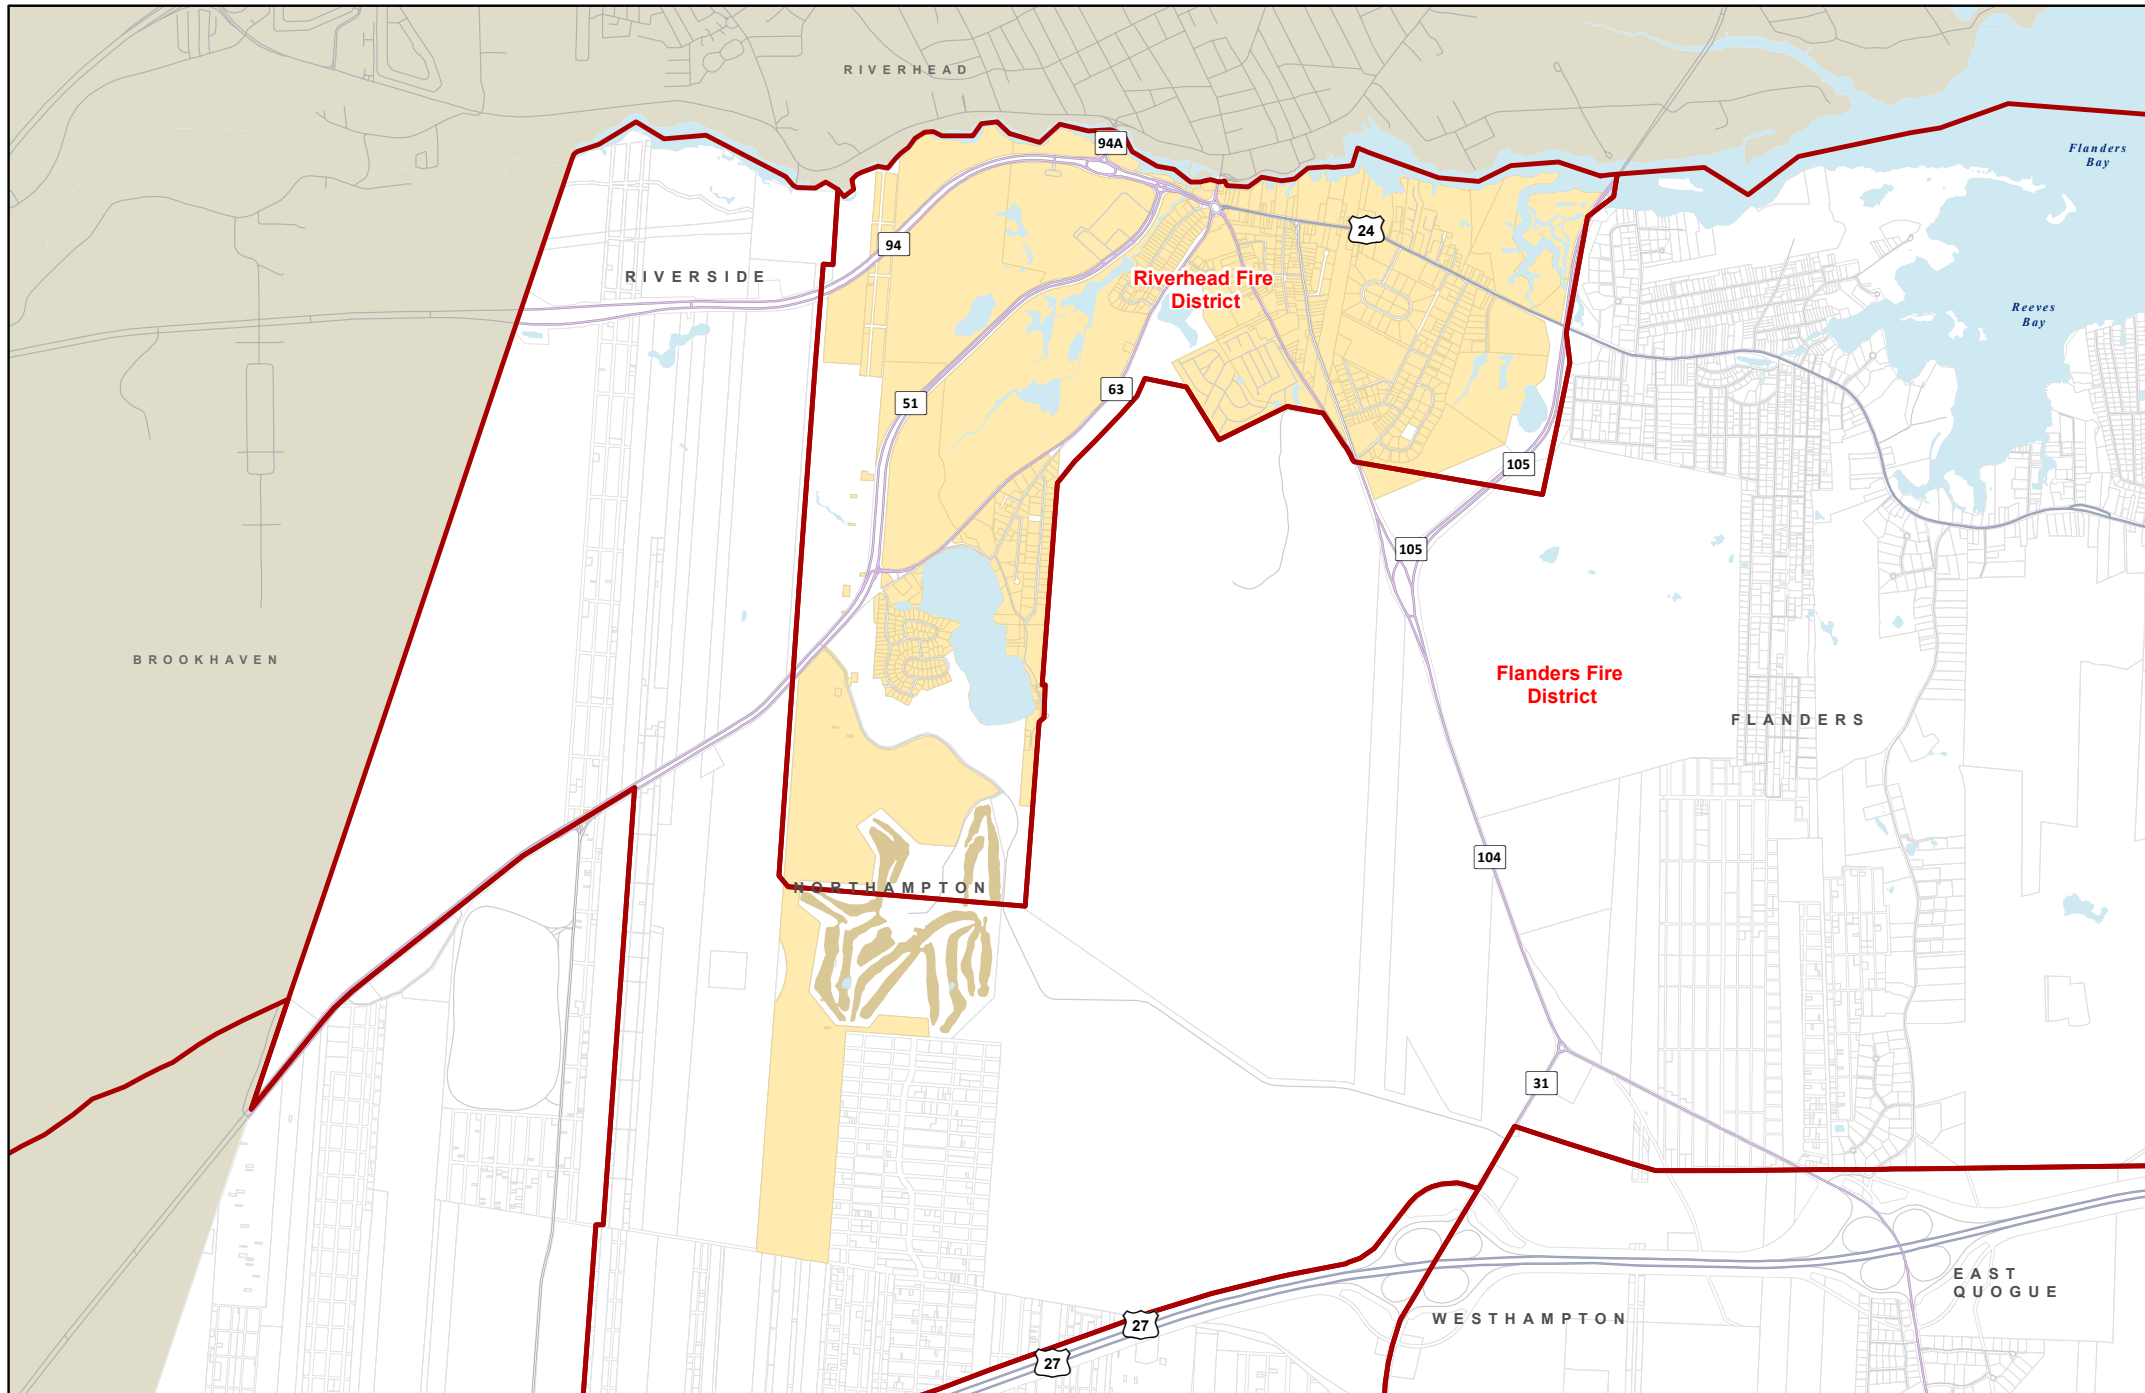 RIVERHEAD
94A
Flanders
Bay
24
94
RIVERSIDE
Riverhead Fire
District
Reeves
Bay
63
51
105
105
BROOKHAVEN
Flanders Fire
District
FLANDERS
104
NORTHAMPTON
31
EAST
QUOGUE
WESTHAMPTON
27
27